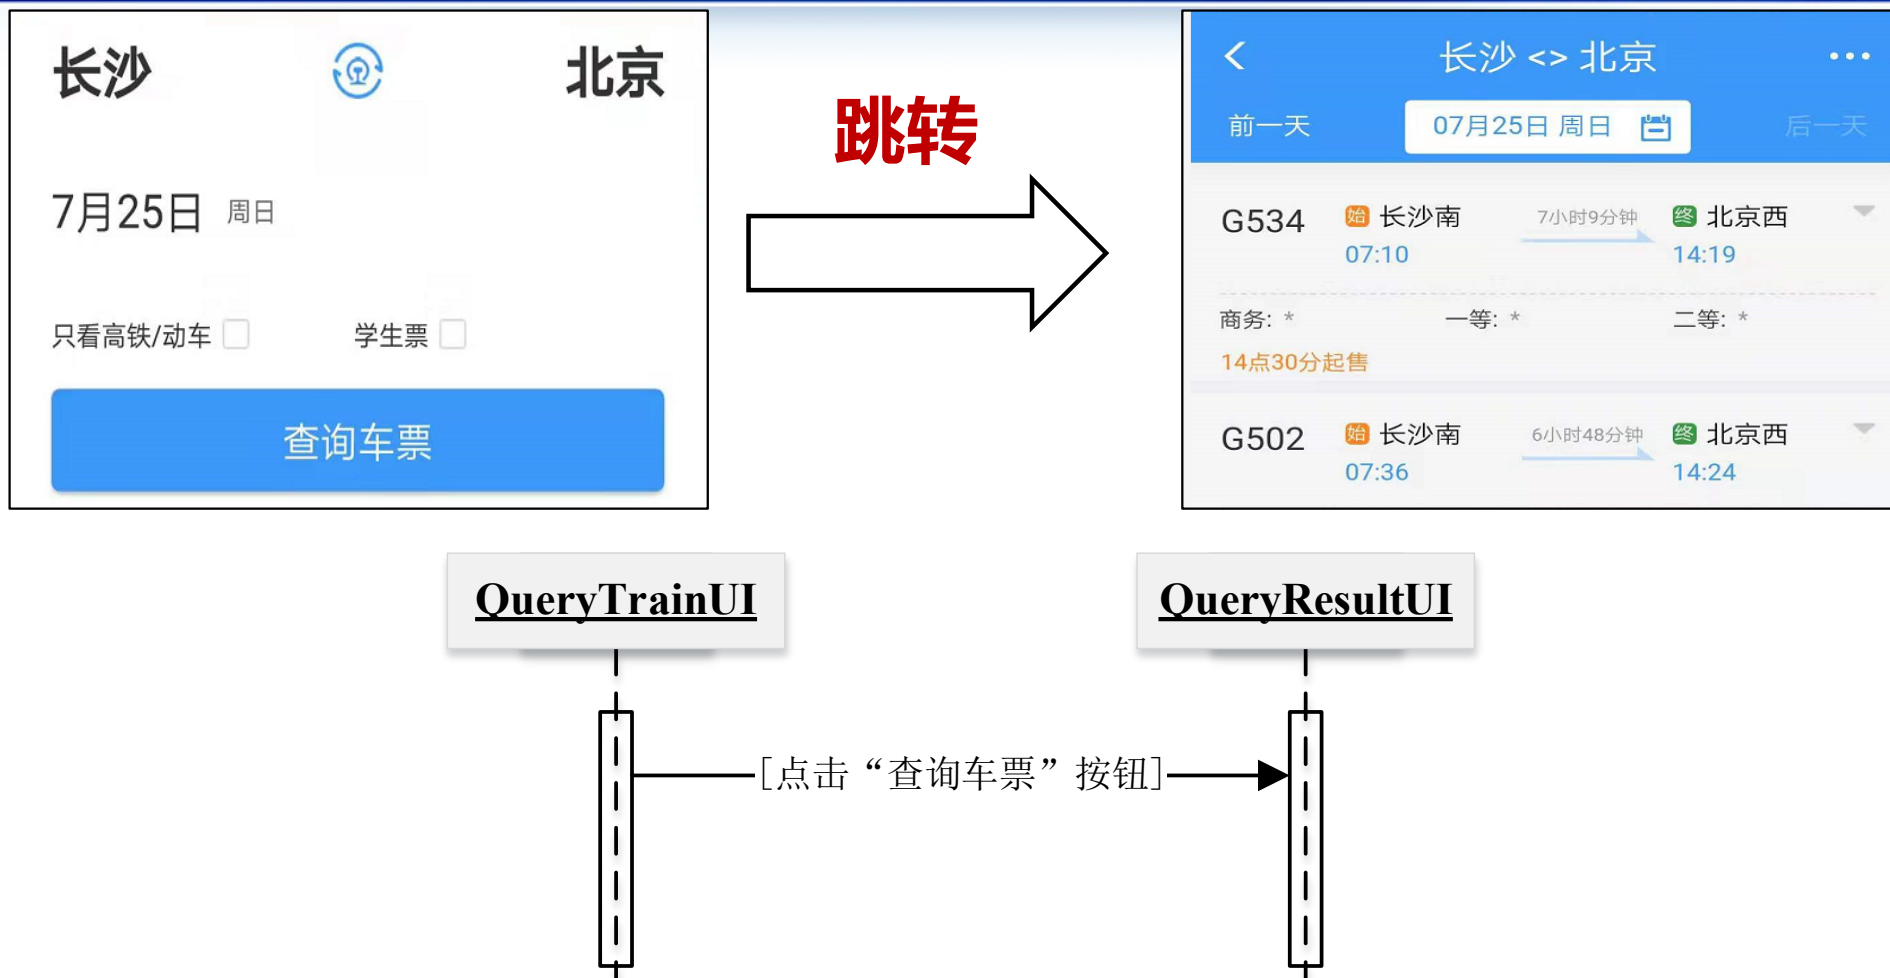 长沙 北京
7月25日 周日
只看高铁/动车 学生票
查询车票
跳转
长沙 <> 北京
前一天 07月25日 周日 后一天
G534 始 长沙南 7小时9分钟 终 北京西
07:10 14:19
商务: * 一等: * 二等: *
14点30分起售
G502 始 长沙南 6小时48分钟 终 北京西
07:36 14:24
QueryTrainUI QueryResultUI
[点击“查询车票”按钮]